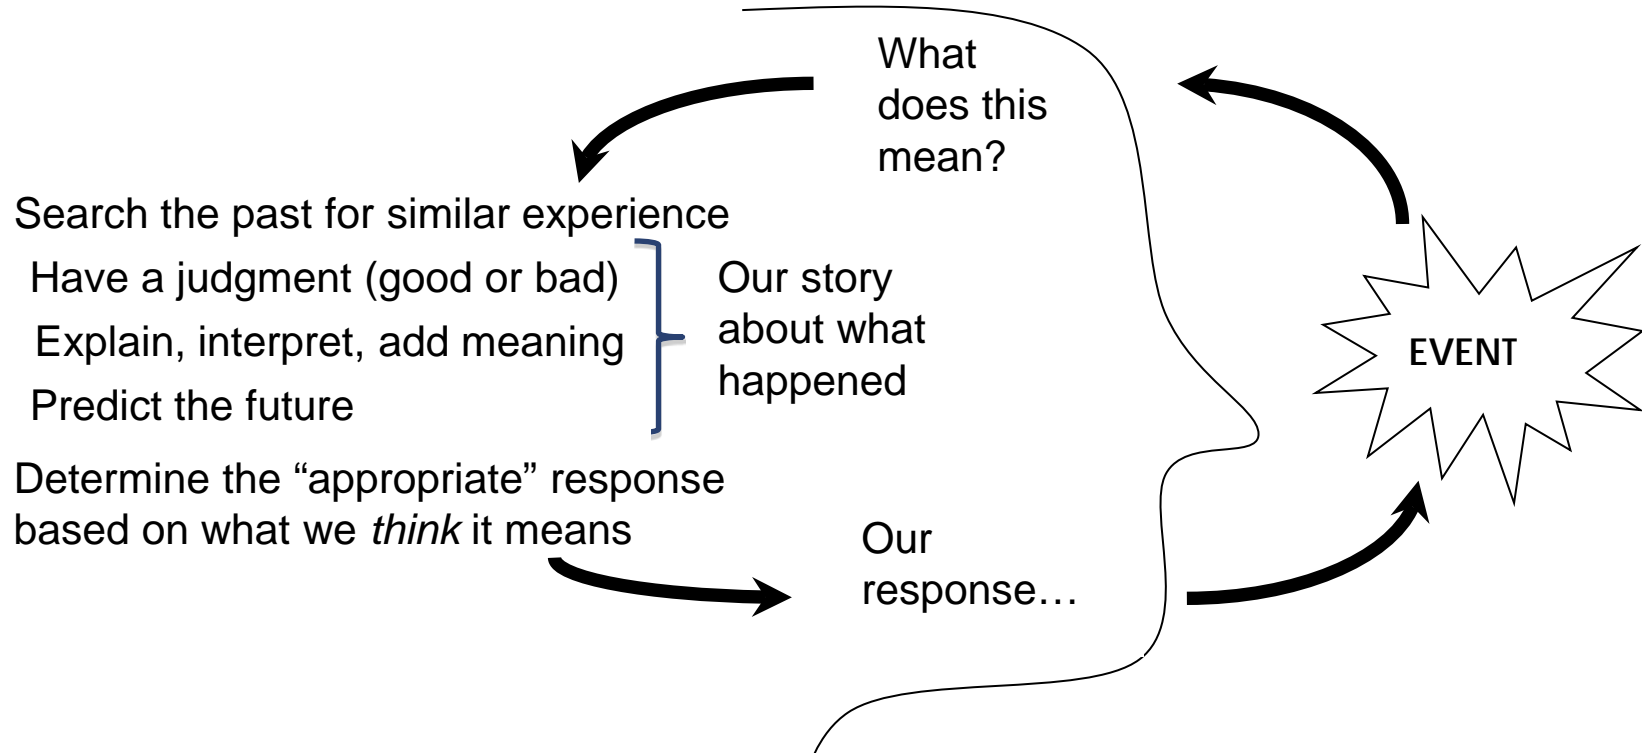 What
does this
mean?
Search the past for similar experience
Have a judgment (good or bad)
Explain, interpret, add meaning
Predict the future
Our story
about what
happened
EVENT
Determine the “appropriate” response
based on what we think it means
Our
response…